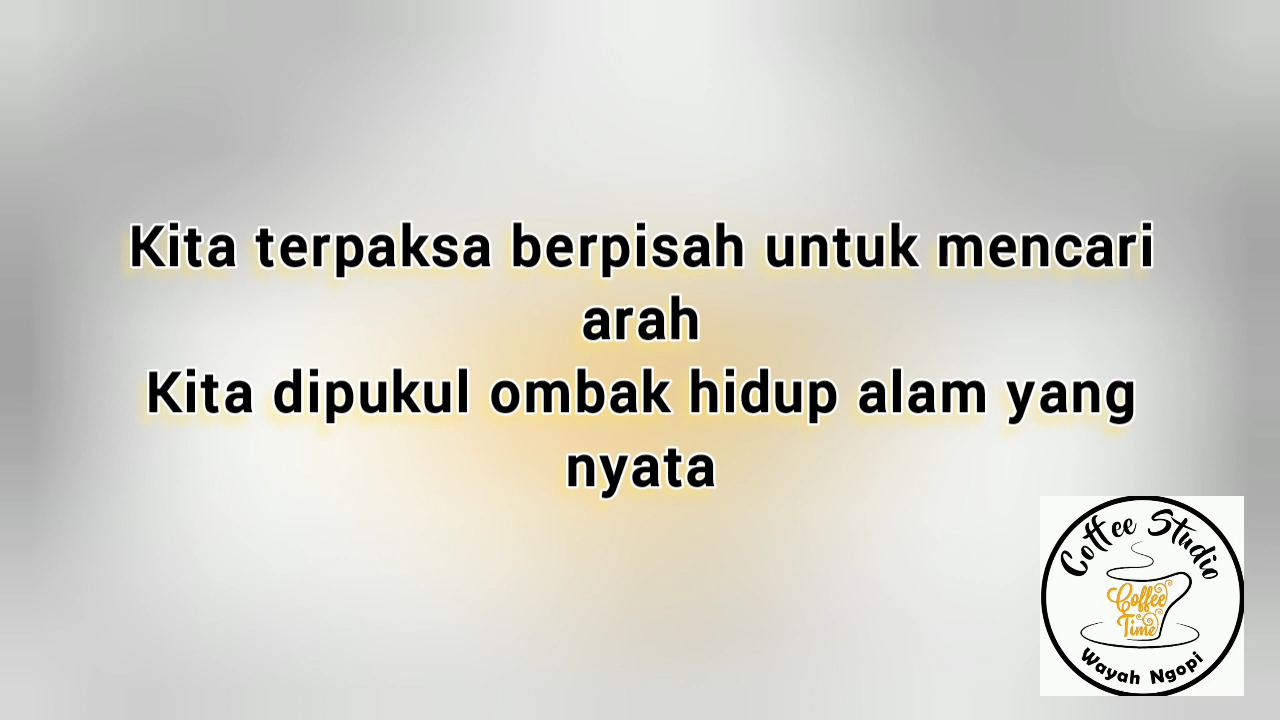 Kita terpaksa berpisah untuk mencari
arah
Kita dipukul ombak hidup alam yang
nyata
Coffee Studio
Coffee
Time
Wayah Ngopi